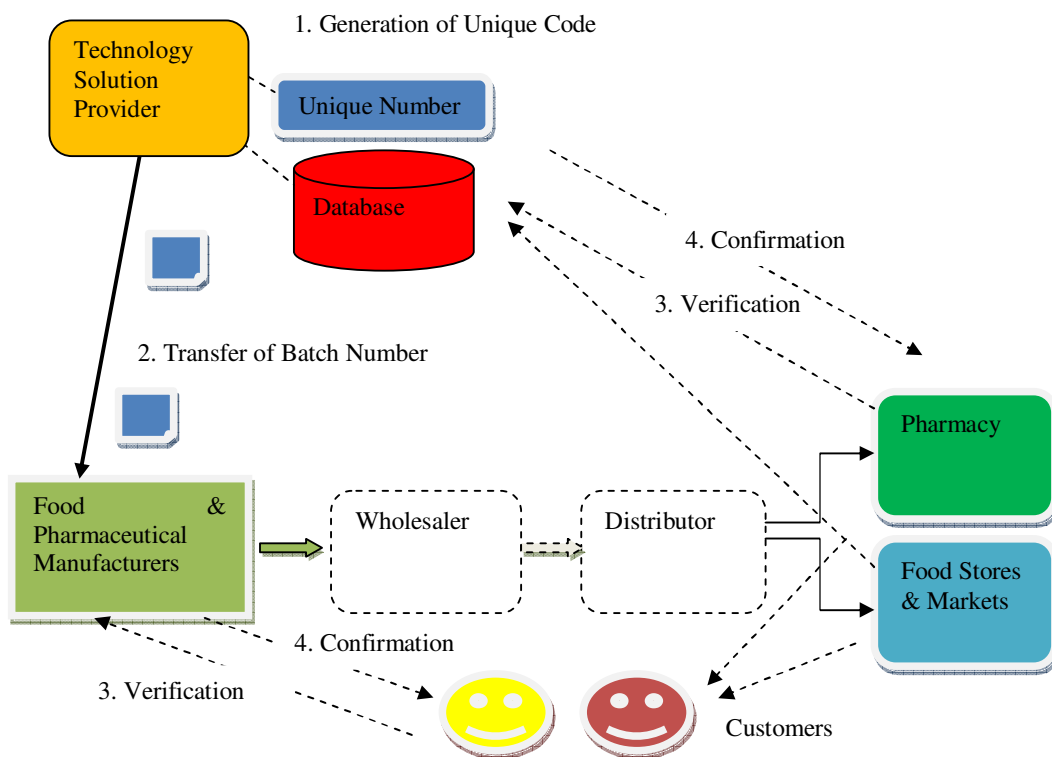 1. Generation of Unique Code
Technology
Solution
Provider
Unique Number
Database
4. Confirmation
3. Verification
2. Transfer of Batch Number
Pharmacy
Food &
Pharmaceutical
Manufacturers
Wholesaler
Distributor
Food Stores
& Markets
4. Confirmation
3. Verification
Customers